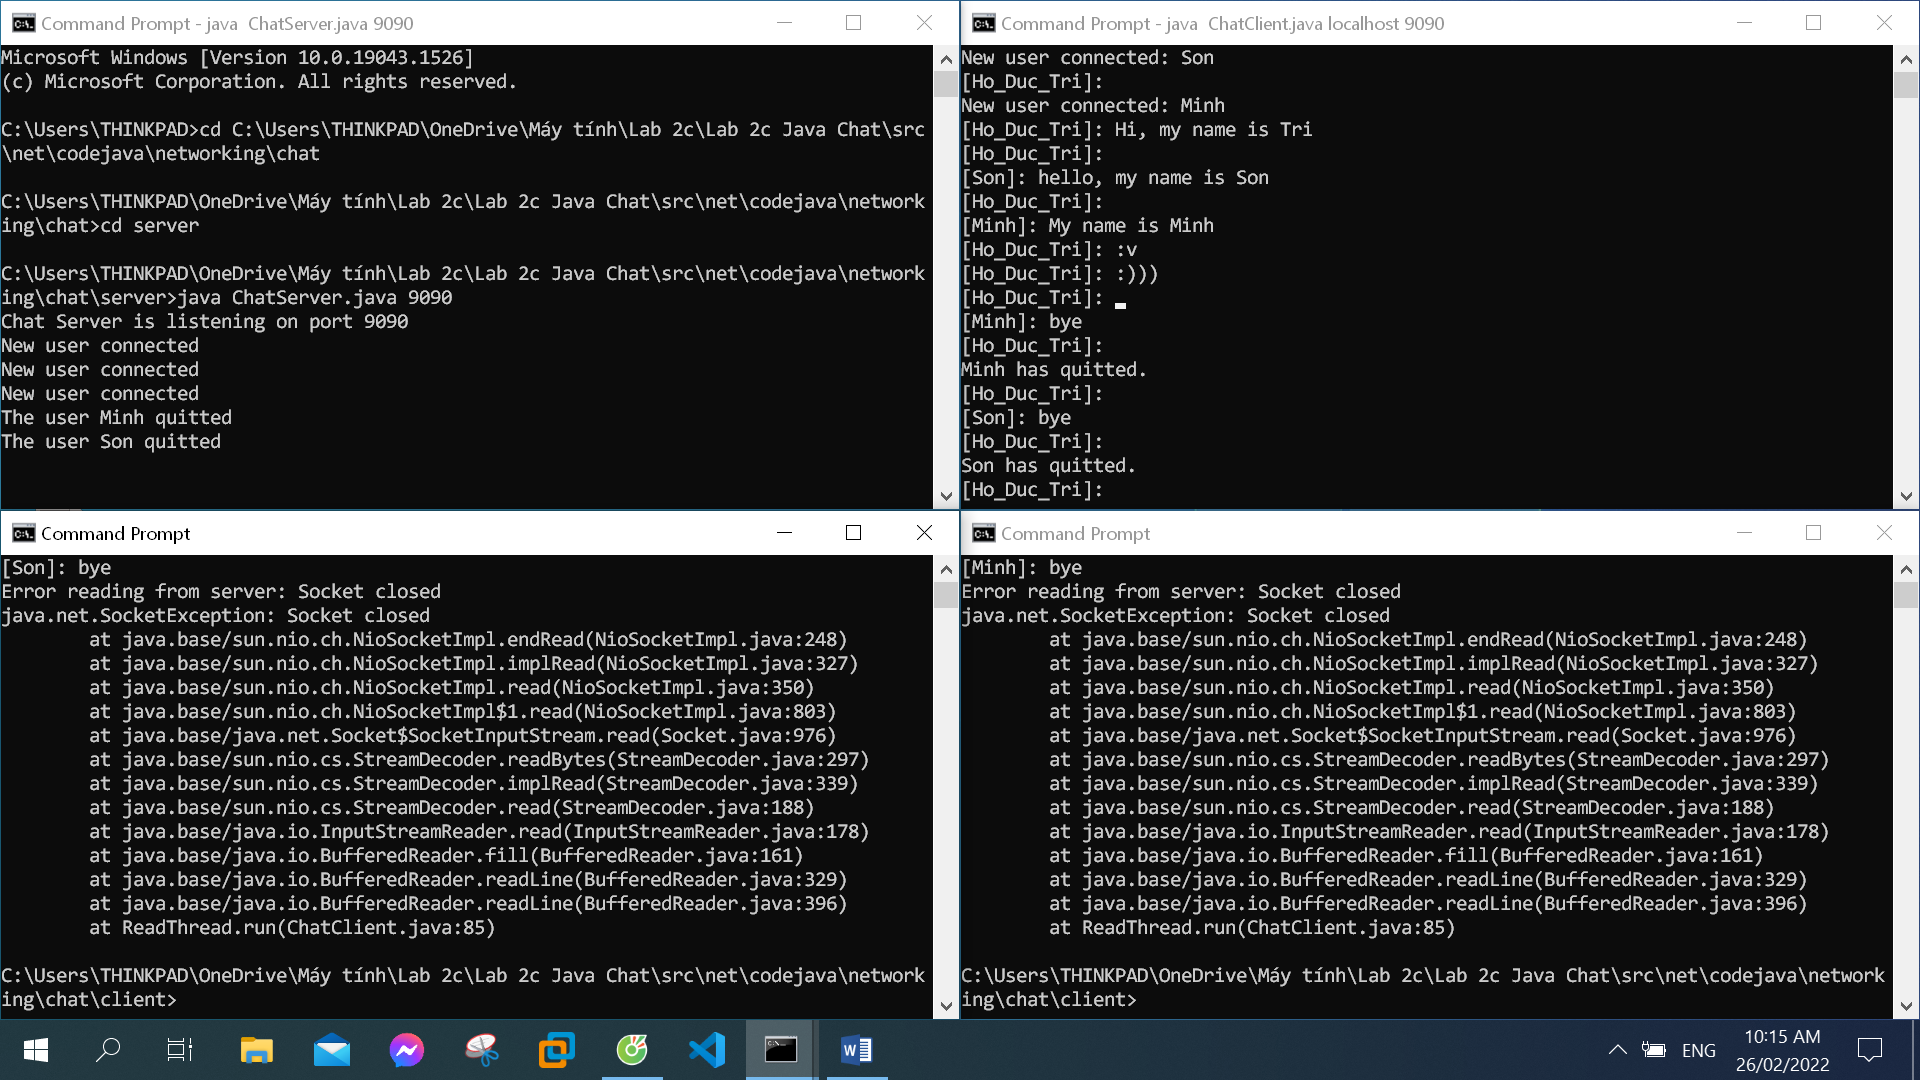 Command Prompt - java  ChatServer.java 9090
Microsoft Windows [Version 10.0.19043.1526]
(c) Microsoft Corporation. All rights reserved.
C:\Users\THINKPAD>cd C:\Users\THINKPAD\OneDrive\Máy tính\Lab 2c\Lab 2c Java Chat\src
\net\codejava\networking\chat
C:\Users\THINKPAD\OneDrive\Máy tính\Lab 2c\Lab 2c Java Chat\src\net\codejava\network
ing\chat>cd server
C:\Users\THINKPAD\OneDrive\Máy tính\Lab 2c\Lab 2c Java Chat\src\net\codejava\network
ing\chat\server>java ChatServer.java 9090
Chat Server is listening on port 9090
New user connected
New user connected
New user connected
The user Minh quitted
The user Son quitted
Command Prompt - java  ChatClient.java localhost 9090
New user connected: Son
[Ho_Duc_Tri]:
New user connected: Minh
[Ho_Duc_Tri]: Hi, my name is Tri
[Ho_Duc_Tri]:
[Son]: hello, my name is Son
[Ho_Duc_Tri]:
[Minh]: My name is Minh
[Ho_Duc_Tri]: :v
[Ho_Duc_Tri]: :)))
[Ho_Duc_Tri]:
[Minh]: bye
[Ho_Duc_Tri]:
Minh has quitted.
[Ho_Duc_Tri]:
[Son]: bye
[Ho_Duc_Tri]:
Son has quitted.
[Ho_Duc_Tri]:
Command Prompt
[Son]: bye
Error reading from server: Socket closed
java.net.SocketException: Socket closed
        at java.base/sun.nio.ch.NioSocketImpl.endRead(NioSocketImpl.java:248)
        at java.base/sun.nio.ch.NioSocketImpl.implRead(NioSocketImpl.java:327)
        at java.base/sun.nio.ch.NioSocketImpl.read(NioSocketImpl.java:350)
        at java.base/sun.nio.ch.NioSocketImpl$1.read(NioSocketImpl.java:803)
        at java.base/java.net.Socket$SocketInputStream.read(Socket.java:976)
        at java.base/sun.nio.cs.StreamDecoder.readBytes(StreamDecoder.java:297)
        at java.base/sun.nio.cs.StreamDecoder.implRead(StreamDecoder.java:339)
        at java.base/sun.nio.cs.StreamDecoder.read(StreamDecoder.java:188)
        at java.base/java.io.InputStreamReader.read(InputStreamReader.java:178)
        at java.base/java.io.BufferedReader.fill(BufferedReader.java:161)
        at java.base/java.io.BufferedReader.readLine(BufferedReader.java:329)
        at java.base/java.io.BufferedReader.readLine(BufferedReader.java:396)
        at ReadThread.run(ChatClient.java:85)
C:\Users\THINKPAD\OneDrive\Máy tính\Lab 2c\Lab 2c Java Chat\src\net\codejava\network
ing\chat\client>
Command Prompt
[Minh]: bye
Error reading from server: Socket closed
java.net.SocketException: Socket closed
        at java.base/sun.nio.ch.NioSocketImpl.endRead(NioSocketImpl.java:248)
        at java.base/sun.nio.ch.NioSocketImpl.implRead(NioSocketImpl.java:327)
        at java.base/sun.nio.ch.NioSocketImpl.read(NioSocketImpl.java:350)
        at java.base/sun.nio.ch.NioSocketImpl$1.read(NioSocketImpl.java:803)
        at java.base/java.net.Socket$SocketInputStream.read(Socket.java:976)
        at java.base/sun.nio.cs.StreamDecoder.readBytes(StreamDecoder.java:297)
        at java.base/sun.nio.cs.StreamDecoder.implRead(StreamDecoder.java:339)
        at java.base/sun.nio.cs.StreamDecoder.read(StreamDecoder.java:188)
        at java.base/java.io.InputStreamReader.read(InputStreamReader.java:178)
        at java.base/java.io.BufferedReader.fill(BufferedReader.java:161)
        at java.base/java.io.BufferedReader.readLine(BufferedReader.java:329)
        at java.base/java.io.BufferedReader.readLine(BufferedReader.java:396)
        at ReadThread.run(ChatClient.java:85)
C:\Users\THINKPAD\OneDrive\Máy tính\Lab 2c\Lab 2c Java Chat\src\net\codejava\network
ing\chat\client>
ENG
10:15 AM
26/02/2022